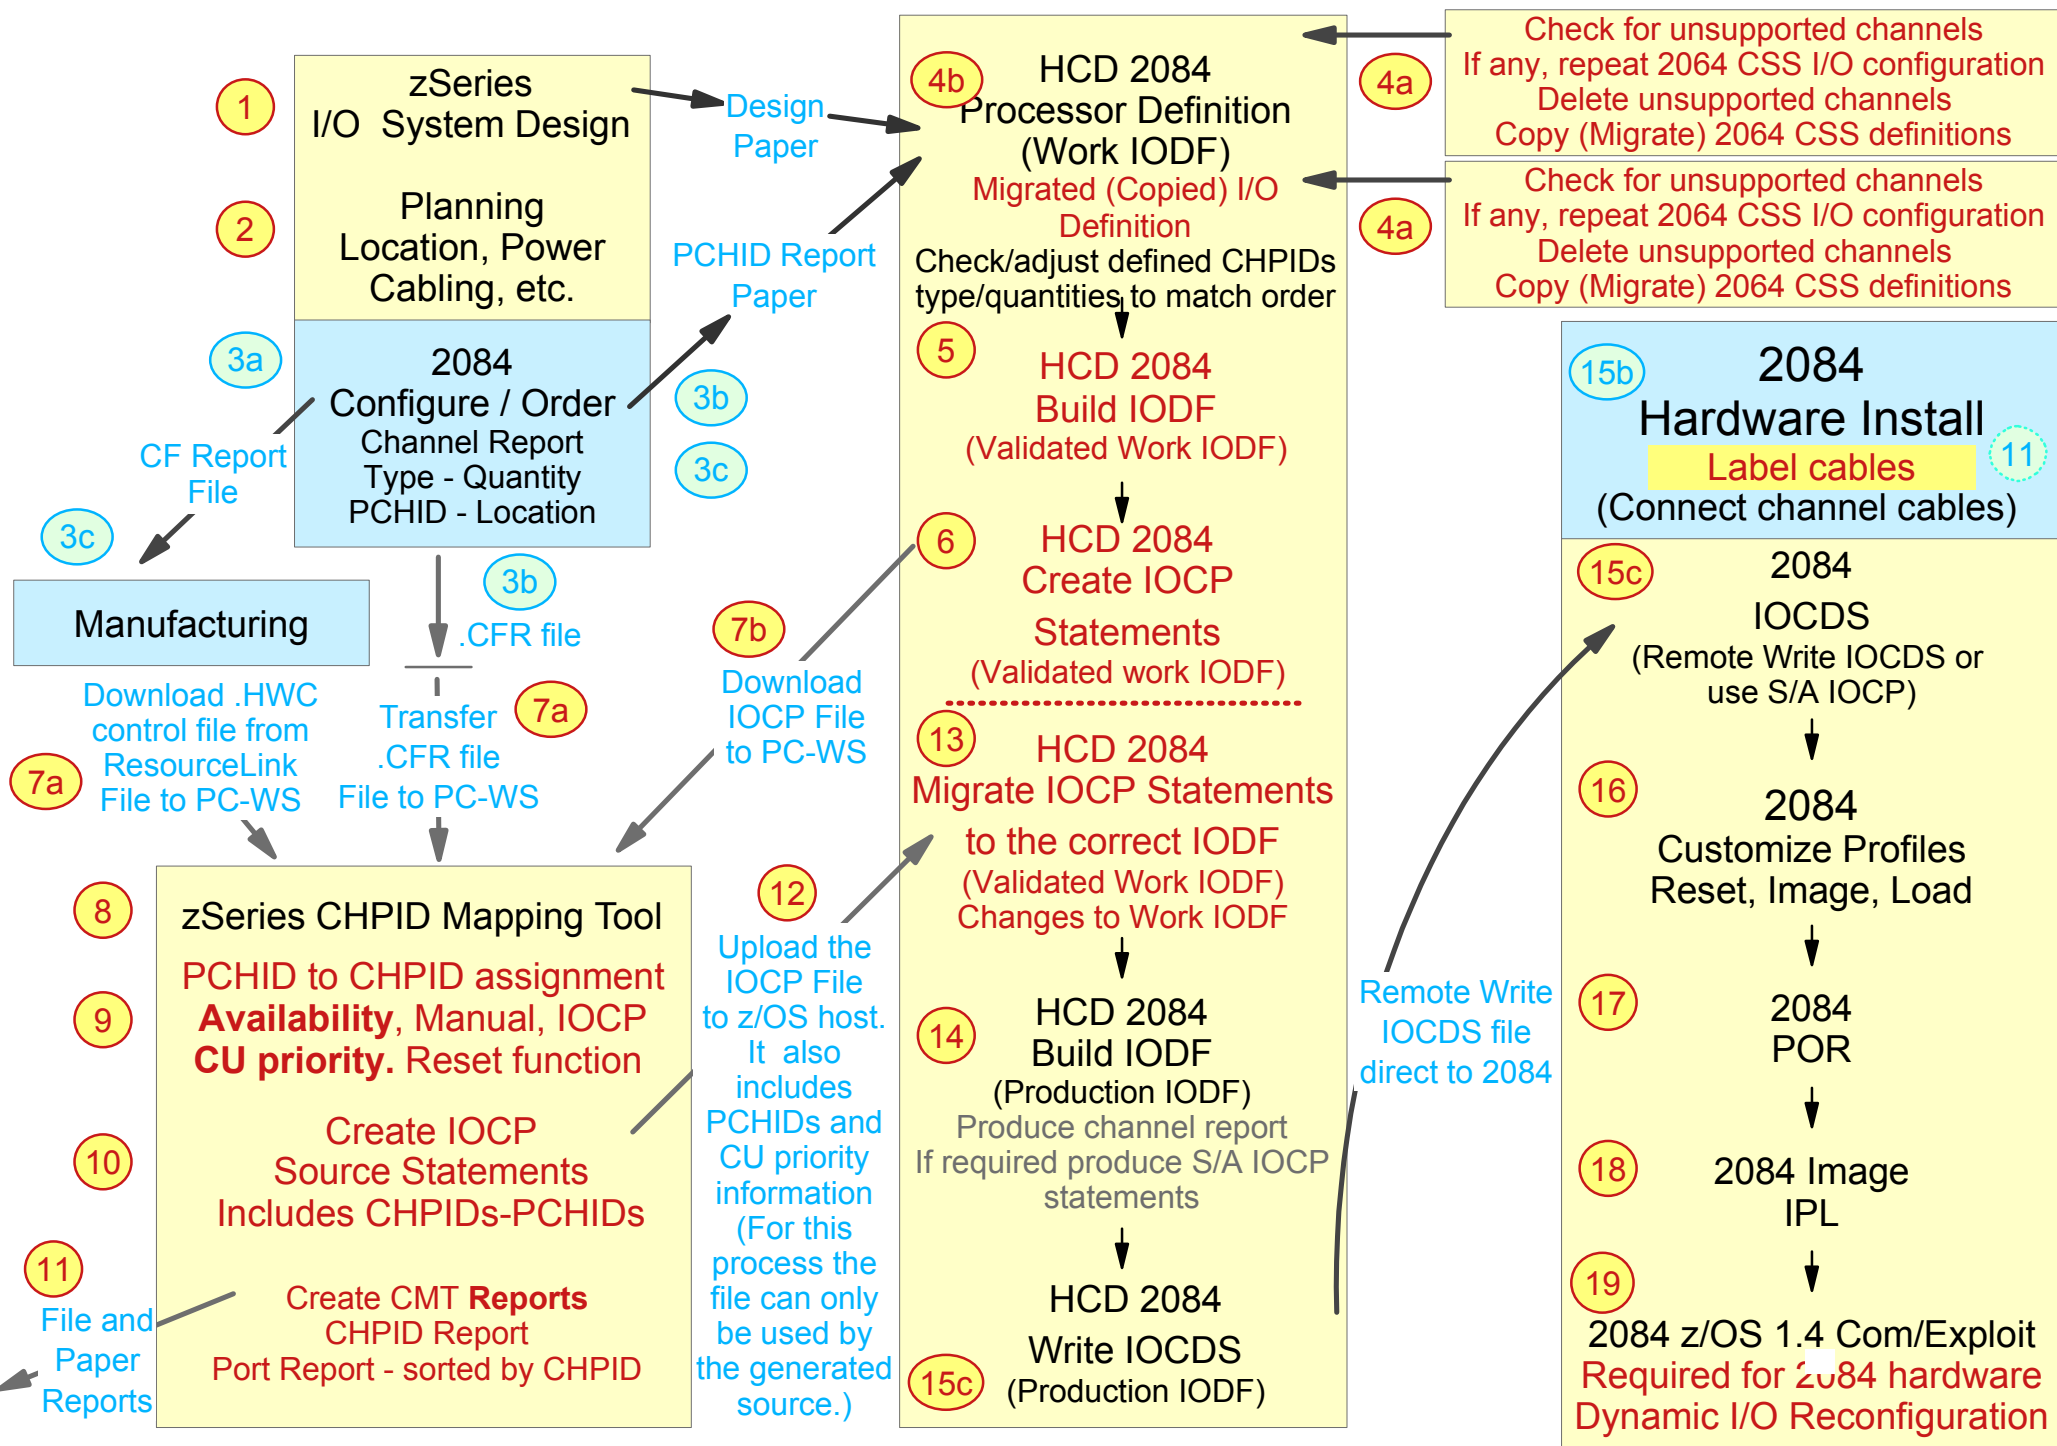 1
zSeries
I/O System Design
2
Planning
Location, Power
Cabling, etc.
3a
2084
Configure / Order
Channel Report
Type - Quantity
PCHID - Location
Design
Paper
PCHID Report
Paper
3b
3c
CF Report
File
3c
Manufacturing
3b
.CFR file
Download .HWC
control file from
ResourceLink
File to PC-WS
7a
Transfer
.CFR file
File to PC-WS
7a
7b
Download
IOCP File
to PC-WS
8
zSeries CHPID Mapping Tool
9
PCHID to CHPID assignment
Availability, Manual, IOCP
CU priority. Reset function
10
Create IOCP
Source Statements
Includes CHPIDs-PCHIDs
11
File and
Paper
Reports
Create CMT Reports
CHPID Report
Port Report - sorted by CHPID
12
Upload the
IOCP File
to z/OS host.
It also
includes
PCHIDs and
CU priority
information
(For this
process the
file can only
be used by
the generated
source.)
4b
HCD 2084
Processor Definition
(Work IODF)
Migrated (Copied) I/O
Definition
Check/adjust defined CHPIDs
type/quantities to match order
5
HCD 2084
Build IODF
(Validated Work IODF)
6
HCD 2084
Create IOCP
Statements
(Validated work IODF)
13
HCD 2084
Migrate IOCP Statements
to the correct IODF
(Validated Work IODF)
Changes to Work IODF
14
HCD 2084
Build IODF
(Production IODF)
Produce channel report
If required produce S/A IOCP
statements
HCD 2084
Write IOCDS
15c
(Production IODF)
4a
Check for unsupported channels
If any, repeat 2064 CSS I/O configuration
Delete unsupported channels
Copy (Migrate) 2064 CSS definitions
4a
Check for unsupported channels
If any, repeat 2064 CSS I/O configuration
Delete unsupported channels
Copy (Migrate) 2064 CSS definitions
Remote Write
IOCDS file
direct to 2084
15b
2084
Hardware Install
Label cables
11
(Connect channel cables)
15c
2084
IOCDS
(Remote Write IOCDS or
use S/A IOCP)
16
2084
Customize Profiles
Reset, Image, Load
17
2084
POR
18
2084 Image
IPL
19
2084 z/OS 1.4 Com/Exploit
Required for 2084 hardware
Dynamic I/O Reconfiguration